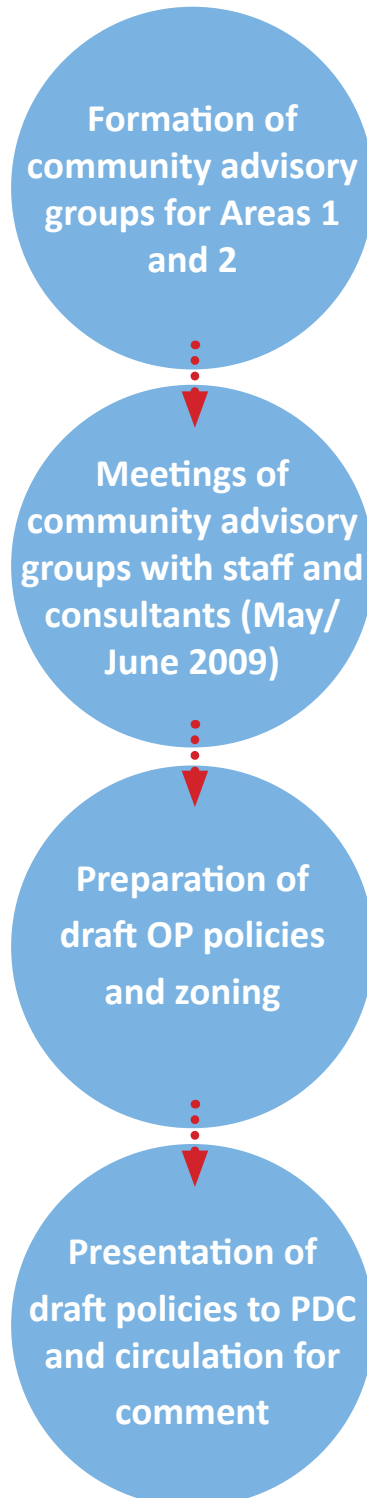 Formation of
community advisory
groups for Areas 1
and 2
Meetings of
community advisory
groups with staff and
consultants (May/
June 2009)
Preparation of
draft OP policies
and zoning
Presentation of
draft policies to PDC
and circulation for
comment